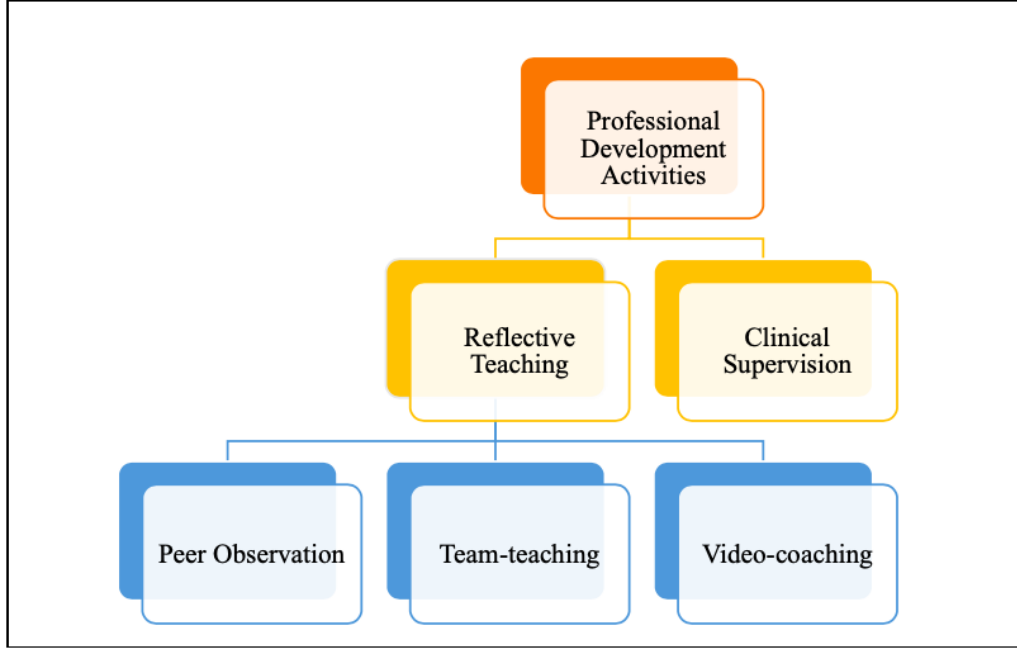 Professional
Development
Activities
Reflective
Teaching
Clinical
Supervision
Peer Observation
Team-teaching
Video-coaching